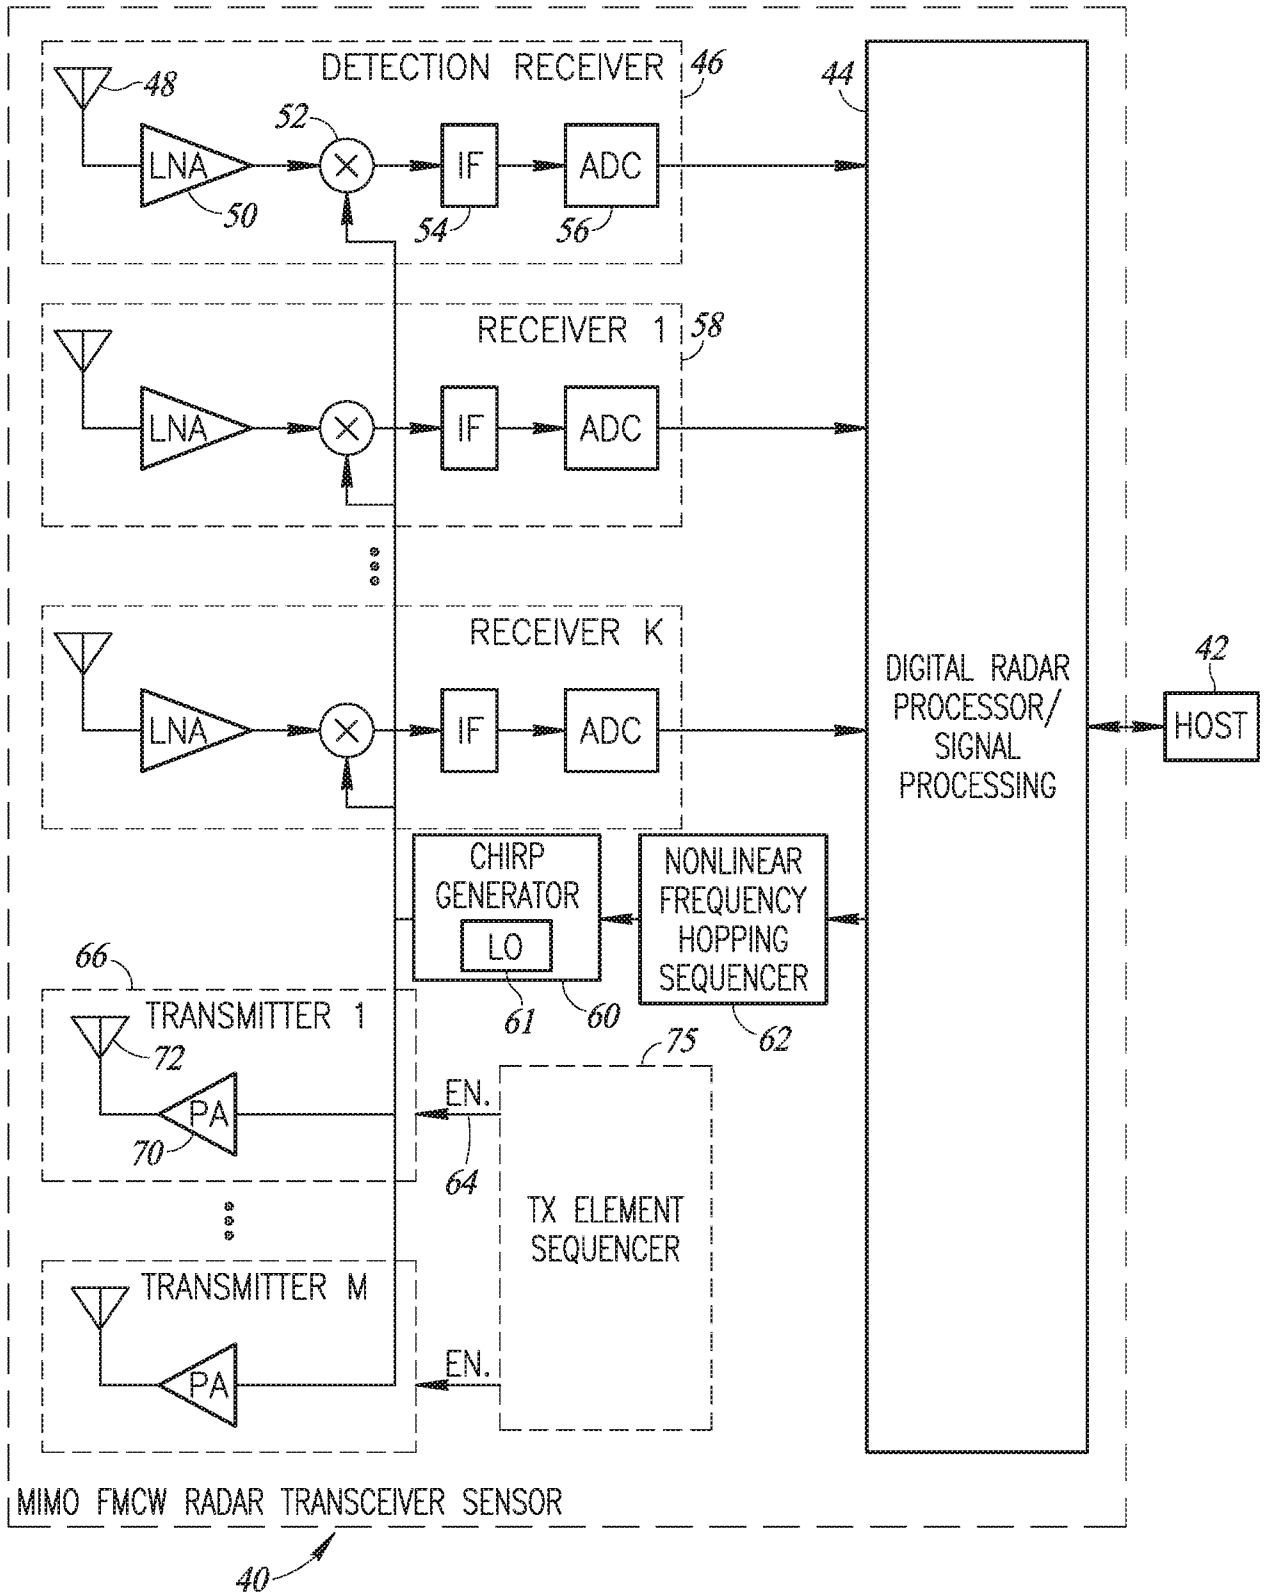 DETECTION RECEIVER
46
48
LNA
50
52
IF
54
ADC
56
44
RECEIVER 1
58
LNA
IF
ADC
RECEIVER K
LNA
IF
ADC
DIGITAL RADAR
PROCESSOR/
SIGNAL
PROCESSING
42
HOST
CHIRP
GENERATOR
LO
61
60
NONLINEAR
FREQUENCY
HOPPING
SEQUENCER
62
66
TRANSMITTER 1
72
PA
70
EN.
64
75
TX ELEMENT
SEQUENCER
TRANSMITTER M
PA
EN.
MIMO FMCW RADAR TRANSCEIVER SENSOR
40